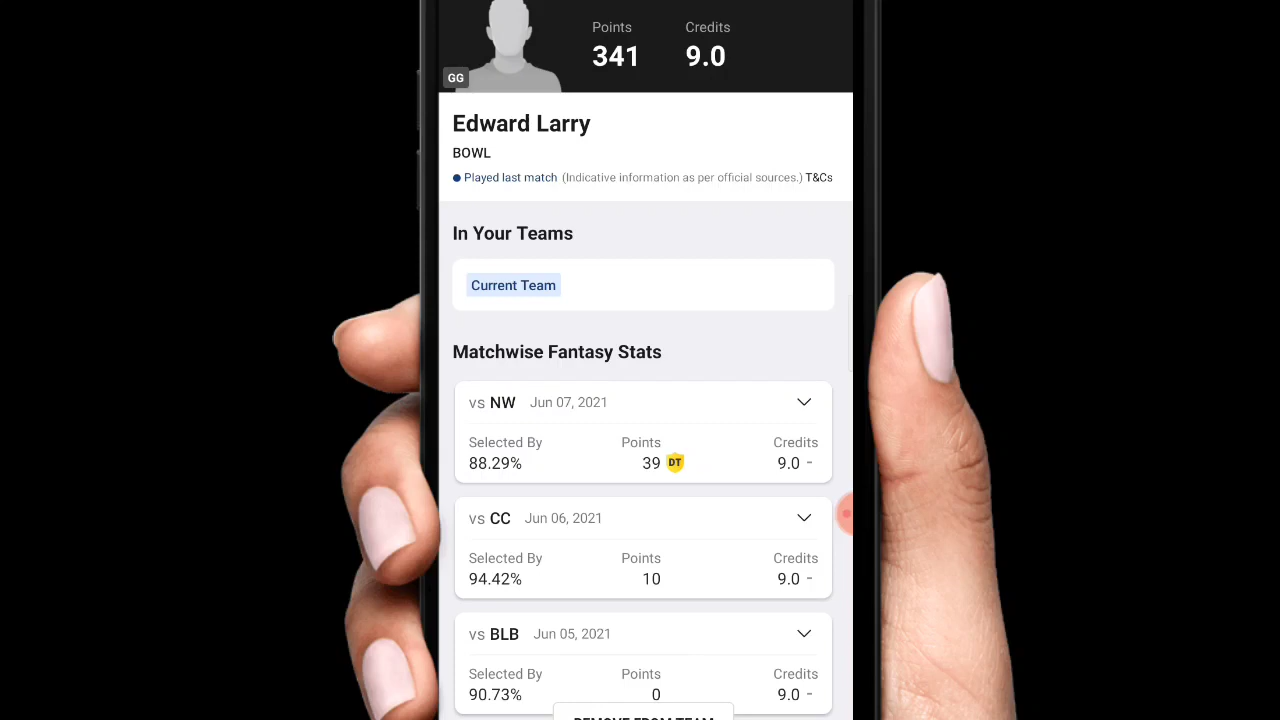 Points Credits
341 9.0
GG
Edward Larry
BOWL
Played last match (Indicative information as per official sources.) T&Cs
In Your Teams
Current Team
Matchwise Fantasy Stats
vs NW Jun 07, 2021
Selected By Points Credits
88.29% 39 DT 9.0 -
vs CC Jun 06, 2021
Selected By Points Credits
94.42% 10 9.0 -
vs BLB Jun 05, 2021
Selected By Points Credits
90.73% 0 9.0 -
REMOVE FROM TEAM